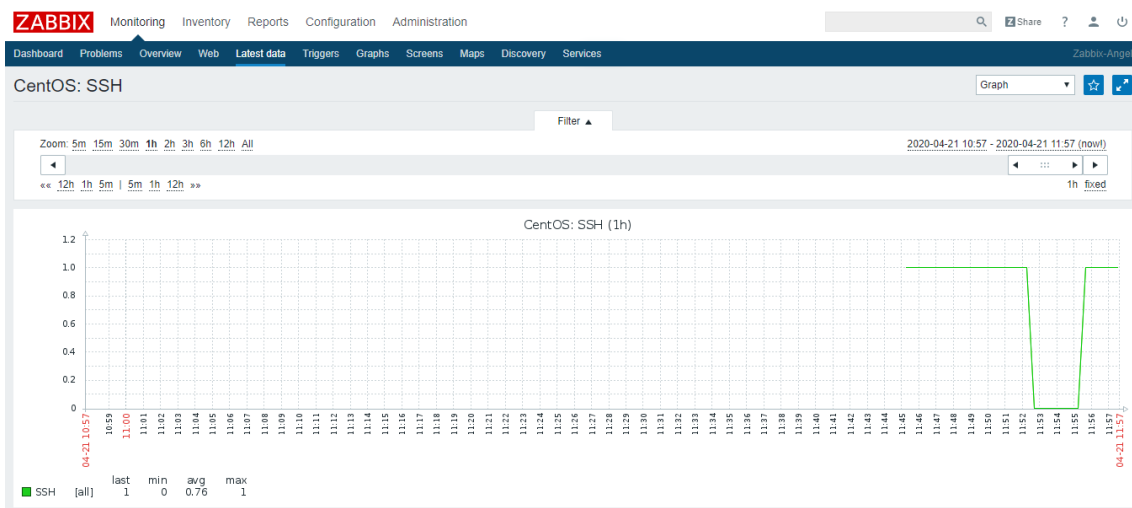 ZABBIX Monitoring Inventory Reports Configuration Administration Z Share ?
Dashboard Problems Overview Web Latest data Triggers Graphs Screens Maps Discovery Services Zabbix-Angel
CentOS: SSH Graph
Filter ▲
Zoom: 5m 15m 30m 1h 2h 3h 6h 12h All 2020-04-21 10:57 - 2020-04-21 11:57 (now!)
«« 12h 1h 5m | 5m 1h 12h »» 1h fixed
CentOS: SSH (1h)
1.2
1.0
0.8
0.6
0.4
0.2
0
04-21 10:57 10:59 11:00 11:01 11:02 11:03 11:04 11:05 11:06 11:07 11:08 11:09 11:10 11:11 11:12 11:13 11:14 11:15 11:16 11:17 11:18 11:19 11:20 11:21 11:22 11:23 11:24 11:25 11:26 11:27 11:28 11:29 11:30 11:31 11:32 11:33 11:34 11:35 11:36 11:37 11:38 11:39 11:40 11:41 11:42 11:43 11:44 11:45 11:46 11:47 11:48 11:49 11:50 11:51 11:52 11:53 11:54 11:55 11:56 11:57 04-21 11:57
last min avg max
SSH [all] 1 0 0.76 1